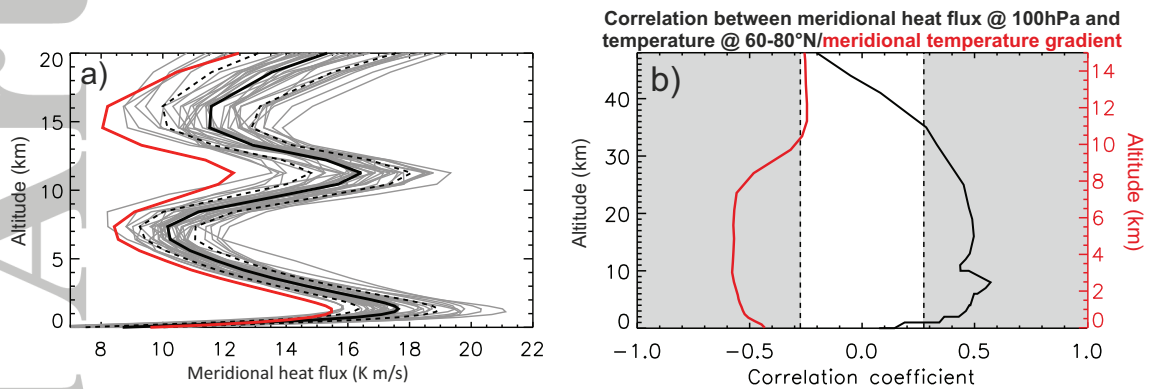 Correlation between meridional heat flux @ 100hPa and
temperature @ 60-80°N/meridional temperature gradient
a)
20
15
10
5
0
Altitude (km)
8 10 12 14 16 18 20 22
Meridional heat flux (K m/s)
b)
40
30
20
10
0
Altitude (km)
14
12
10
8
6
4
2
0
Altitude (km)
−1.0 −0.5 0.0 0.5 1.0
Correlation coefficient